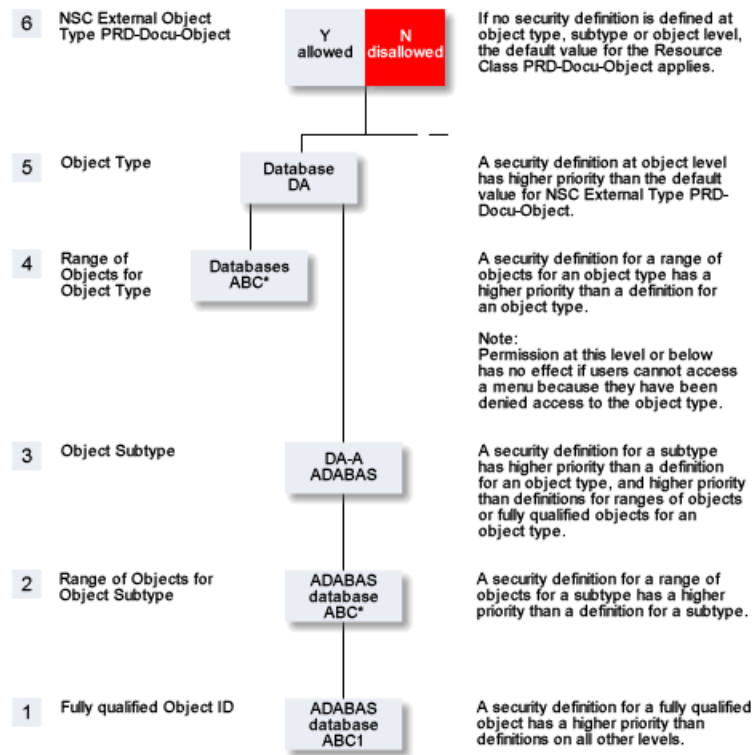 6
NSC External Object
Type PRD-Docu-Object
Y
allowed
N
disallowed
If no security definition is defined at
object type, subtype or object level,
the default value for the Resource
Class PRD-Docu-Object applies.
5
Object Type
Database
DA
A security definition at object level
has higher priority than the default
value for NSC External Type PRD-
Docu-Object.
4
Range of
Objects for
Object Type
Databases
ABC*
A security definition for a range of
objects for an object type has a
higher priority than a definition for
an object type.
Note:
Permission at this level or below
has no effect if users cannot access
a menu because they have been
denied access to the object type.
3
Object Subtype
DA-A
ADABAS
A security definition for a subtype
has higher priority than a definition
for an object type, and higher priority
than definitions for ranges of objects
or fully qualified objects for an
object type.
2
Range of Objects for
Object Subtype
ADABAS
database
ABC*
A security definition for a range of
objects for a subtype has a higher
priority than a definition for a subtype.
1
Fully qualified Object ID
ADABAS
database
ABC1
A security definition for a fully qualified
object has a higher priority than
definitions on all other levels.